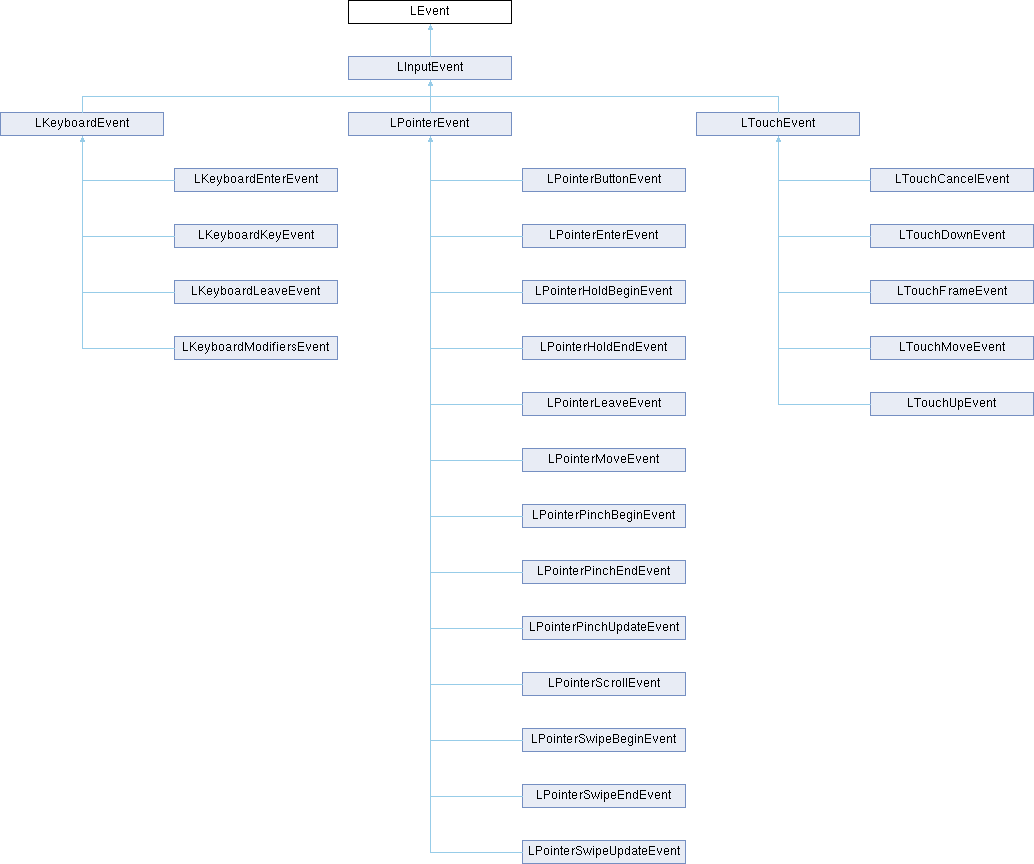 LEvent
LInputEvent
LKeyboardEvent
LPointerEvent
LTouchEvent
LKeyboardEnterEvent
LPointerButtonEvent
LTouchCancelEvent
LKeyboardKeyEvent
LPointerEnterEvent
LTouchDownEvent
LKeyboardLeaveEvent
LPointerHoldBeginEvent
LTouchFrameEvent
LKeyboardModifiersEvent
LPointerHoldEndEvent
LTouchMoveEvent
LPointerLeaveEvent
LTouchUpEvent
LPointerMoveEvent
LPointerPinchBeginEvent
LPointerPinchEndEvent
LPointerPinchUpdateEvent
LPointerScrollEvent
LPointerSwipeBeginEvent
LPointerSwipeEndEvent
LPointerSwipeUpdateEvent